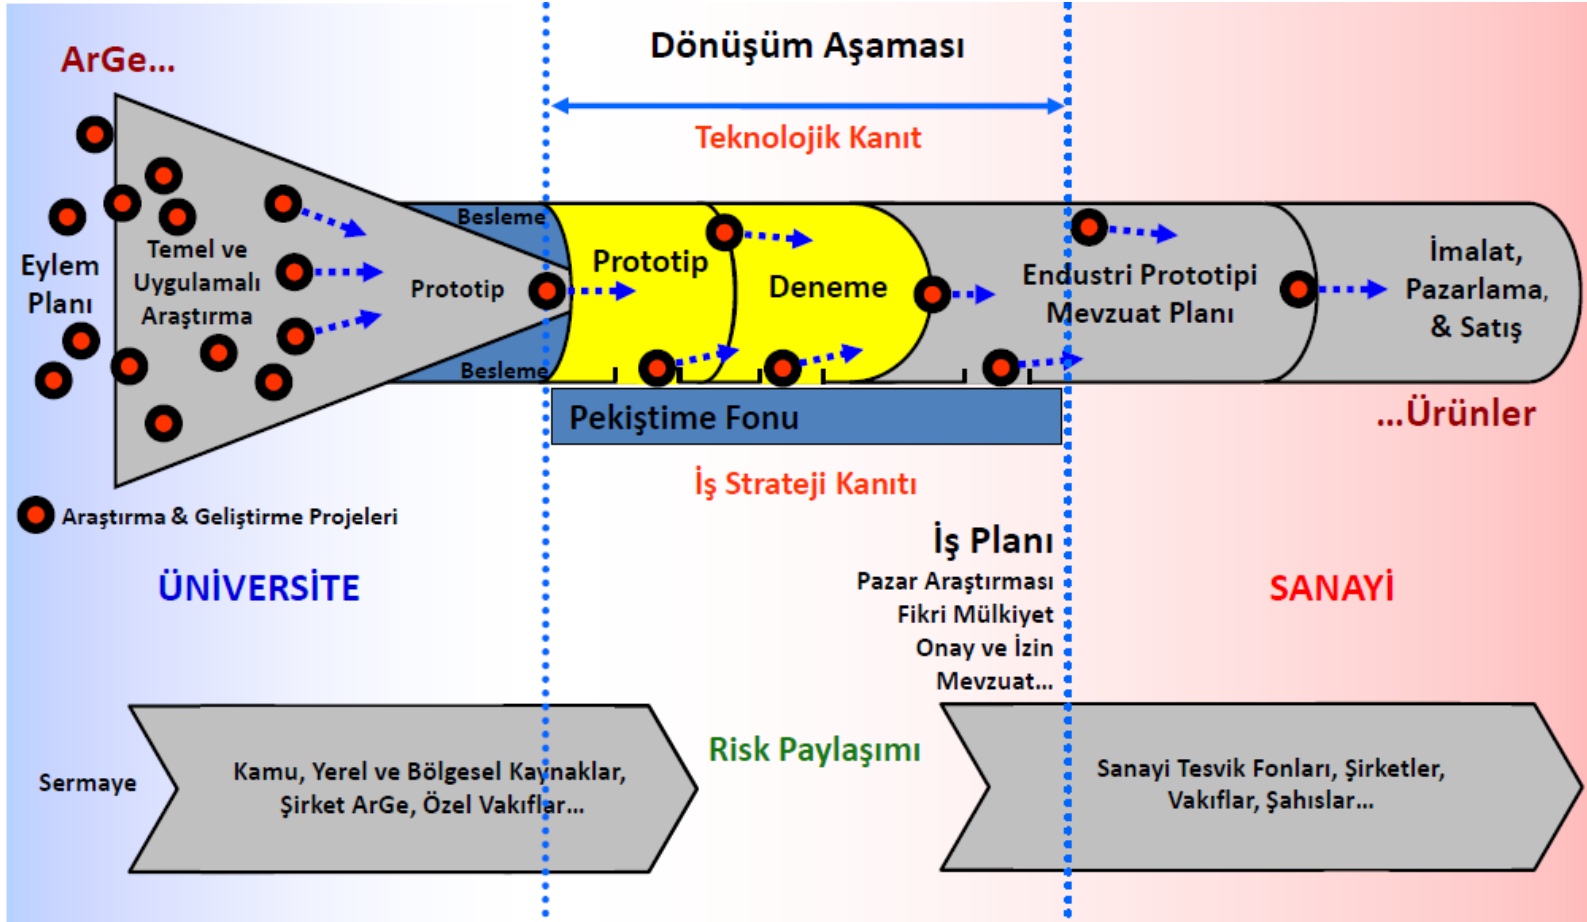 ArGe...
Dönüşüm Aşaması
Teknolojik Kanıt
Besleme
Eylem
Planı
Temel ve
Uygulamalı
Araştırma
Prototip
Prototip
Deneme
Endustri Prototipi
Mevzuat Planı
İmalat,
Pazarlama,
& Satış
Besleme
Pekiştime Fonu
...Ürünler
İş Strateji Kanıtı
Araştırma & Geliştirme Projeleri
İş Planı
Pazar Araştırması
Fikri Mülkiyet
Onay ve İzin
Mevzuat...
ÜNİVERSİTE
SANAYİ
Sermaye
Kamu, Yerel ve Bölgesel Kaynaklar,
Şirket ArGe, Özel Vakıflar...
Risk Paylaşımı
Sanayi Tesvik Fonları, Şirketler,
Vakıflar, Şahıslar...